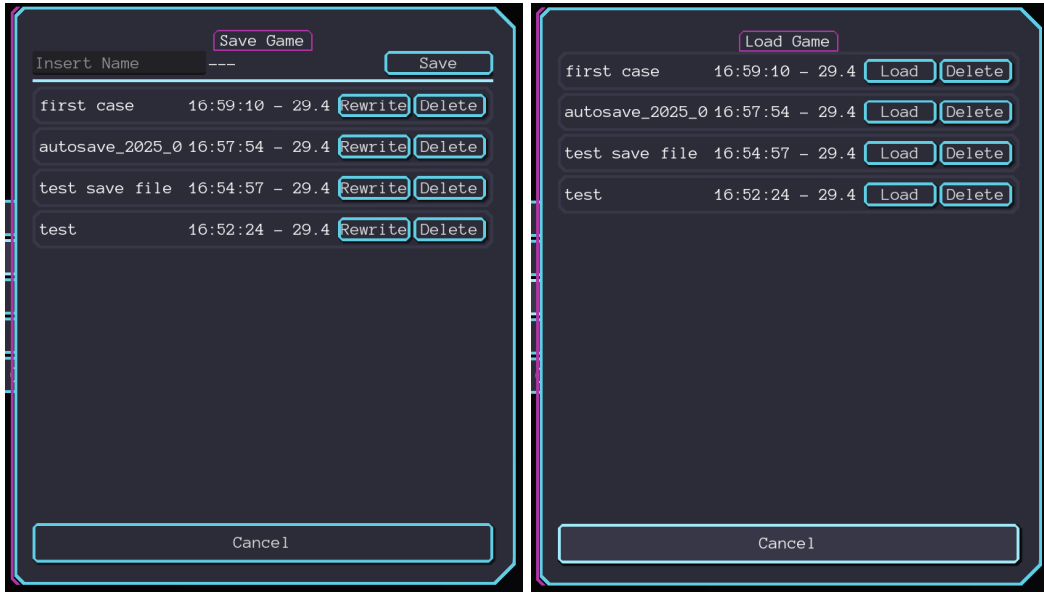 Save Game
Insert Name --- Save
first case 16:59:10 - 29.4 Rewrite Delete
autosave_2025_0 16:57:54 - 29.4 Rewrite Delete
test save file 16:54:57 - 29.4 Rewrite Delete
test 16:52:24 - 29.4 Rewrite Delete
Cancel
Load Game
first case 16:59:10 - 29.4 Load Delete
autosave_2025_0 16:57:54 - 29.4 Load Delete
test save file 16:54:57 - 29.4 Load Delete
test 16:52:24 - 29.4 Load Delete
Cancel